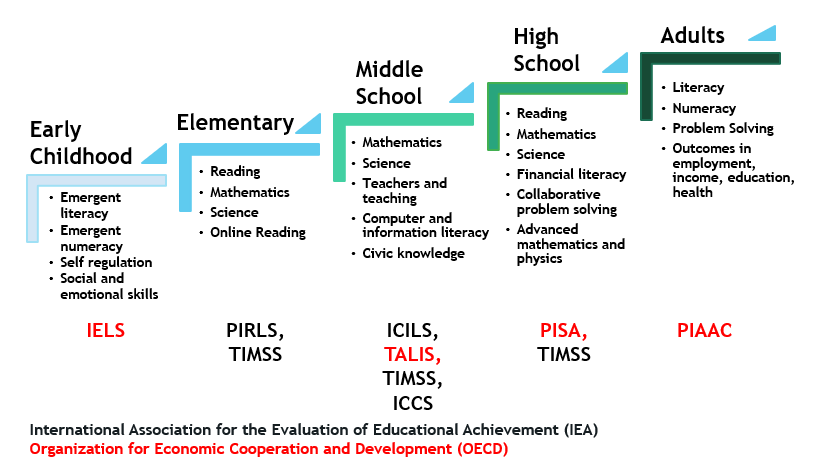 Early
Childhood
• Emergent
literacy
• Emergent
numeracy
• Self regulation
• Social and
emotional skills
IELS
Elementary
• Reading
• Mathematics
• Science
• Online Reading
PIRLS,
TIMSS
Middle
School
• Mathematics
• Science
• Teachers and
teaching
• Computer and
information literacy
• Civic knowledge
ICILS,
TALIS,
TIMSS,
ICCS
High
School
• Reading
• Mathematics
• Science
• Financial literacy
• Collaborative
problem solving
• Advanced
mathematics and
physics
PISA,
TIMSS
Adults
• Literacy
• Numeracy
• Problem Solving
• Outcomes in
employment,
income, education,
health
PIAAC
International Association for the Evaluation of Educational Achievement (IEA)
Organization for Economic Cooperation and Development (OECD)